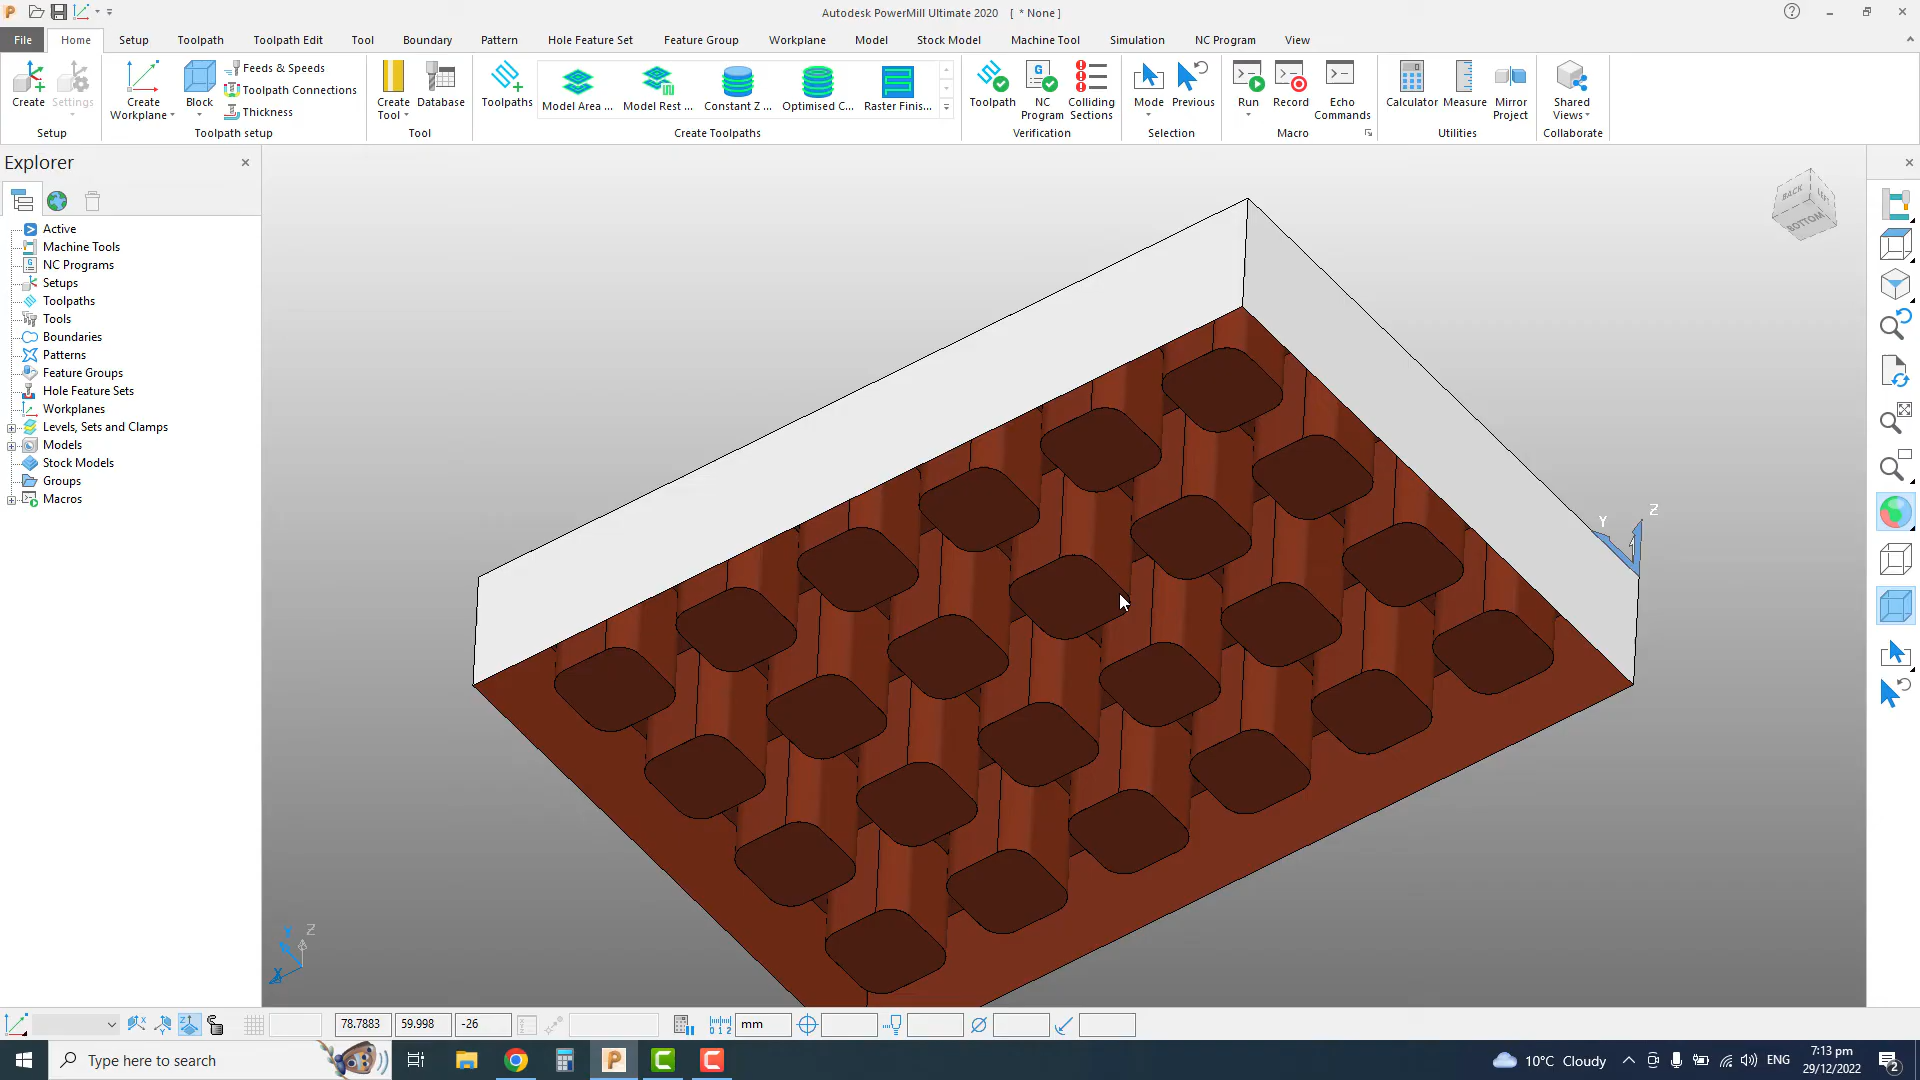 Autodesk PowerMill Ultimate 2020 [ * None ]
File Home Setup Toolpath Toolpath Edit Tool Boundary Pattern Hole Feature Set Feature Group Workplane Model Stock Model Machine Tool Simulation NC Program View
Create
Settings
Setup
Create Workplane
Block
Feeds & Speeds
Toolpath Connections
Thickness
Toolpath setup
Create Tool
Database
Tool
Toolpaths
Model Area ...
Model Rest ...
Constant Z ...
Optimised C...
Raster Finis...
Create Toolpaths
Toolpath
NC Program
Colliding Sections
Verification
Mode
Previous
Selection
Run
Record
Echo Commands
Macro
Calculator
Measure
Mirror Project
Utilities
Shared Views
Collaborate
Explorer
Active
Machine Tools
NC Programs
Setups
Toolpaths
Tools
Boundaries
Patterns
Feature Groups
Hole Feature Sets
Workplanes
Levels, Sets and Clamps
Models
Stock Models
Groups
Macros
BACK
BOTTOM
Y Z
Z
X
78.7883 59.998 -26 mm
Type here to search
10°C Cloudy
ENG
7:13 pm
29/12/2022
2